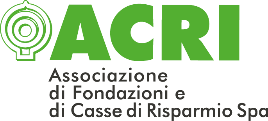 ACRI
Associazione
di Fondazioni e
di Casse di Risparmio Spa